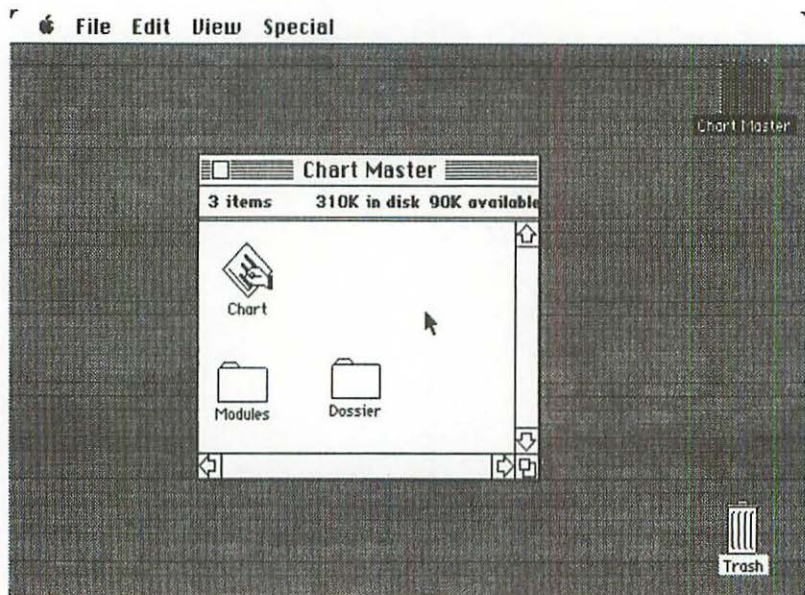 File Edit View Special
Chart Master
Chart Master
3 items 310K in disk 90K available
Chart
Modules Dossier
Trash